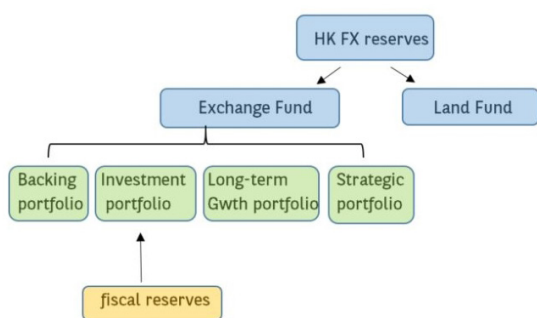 HK FX reserves
Exchange Fund
Land Fund
Backing
portfolio
Investment
portfolio
Long-term
Gwth portfolio
Strategic
portfolio
fiscal reserves